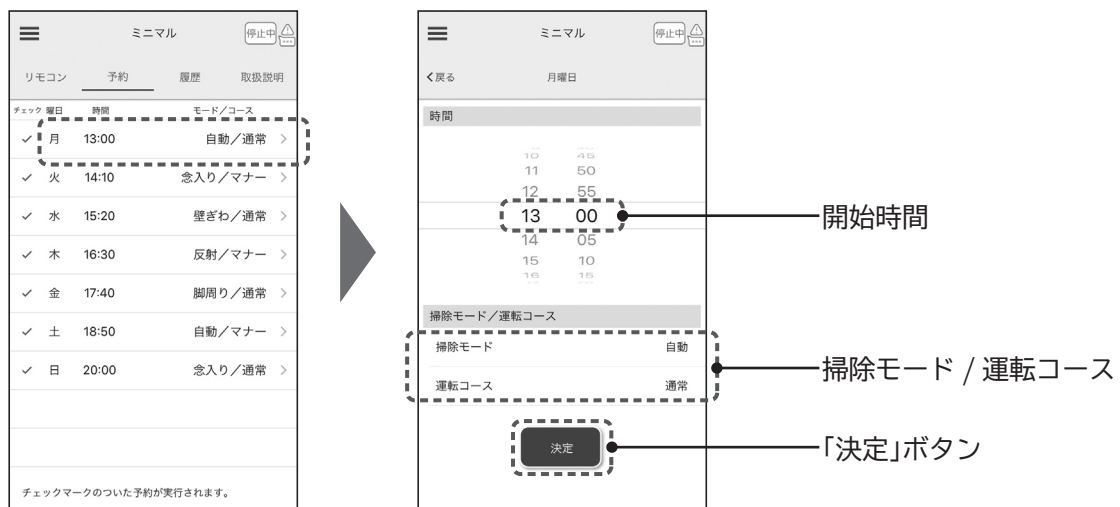 ミニマル 停止中
リモコン 予約 履歴 取扱説明
チェック 曜日 時間 モード／コース
月 13:00 自動／通常
火 14:10 念入り／マナー
水 15:20 壁ぎわ／通常
木 16:30 反射／マナー
金 17:40 脚周り／通常
土 18:50 自動／マナー
日 20:00 念入り／通常
チェックマークのついた予約が実行されます。
ミニマル 停止中
戻る 月曜日
時間
10 45
11 50
12 55
13 00
14 05
15 10
16 15
掃除モード／運転コース
掃除モード 自動
運転コース 通常
決定
開始時間
掃除モード / 運転コース
「決定」ボタン